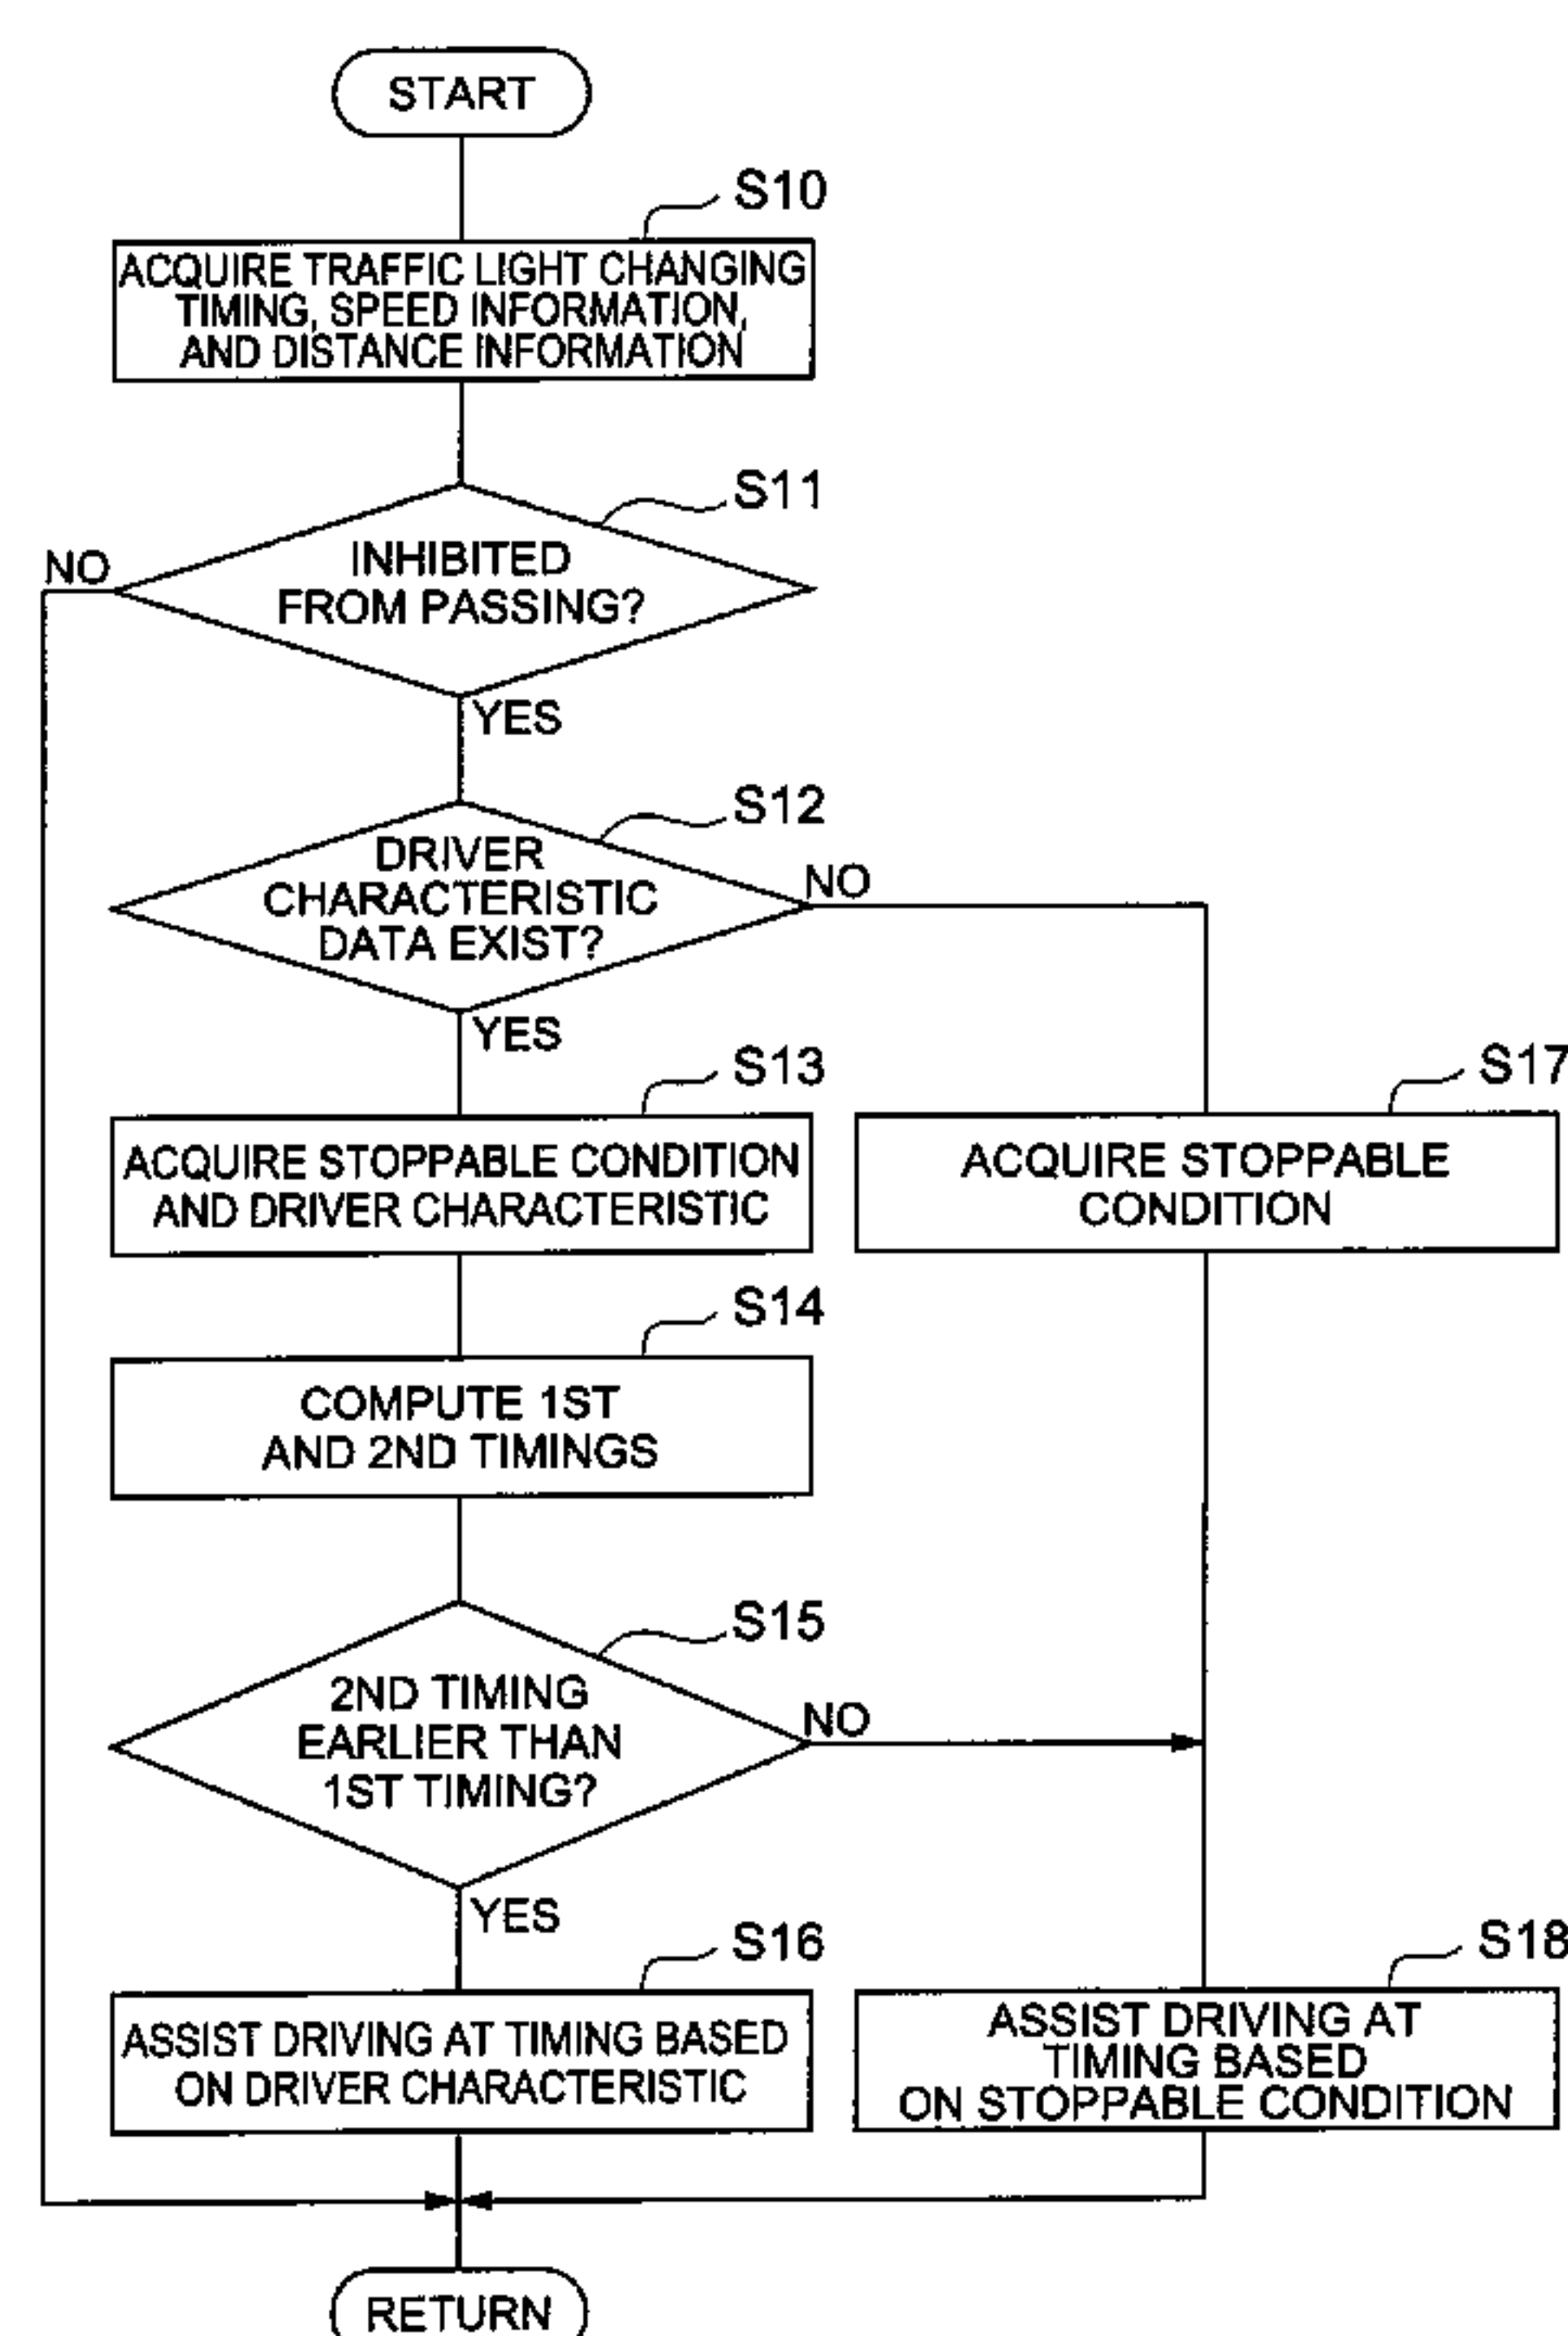 START
S10
ACQUIRE TRAFFIC LIGHT CHANGING
TIMING, SPEED INFORMATION,
AND DISTANCE INFORMATION
S11
NO
INHIBITED
FROM PASSING?
YES
S12
DRIVER
CHARACTERISTIC
DATA EXIST?
NO
YES
S13
ACQUIRE STOPPABLE CONDITION
AND DRIVER CHARACTERISTIC
S17
ACQUIRE STOPPABLE
CONDITION
S14
COMPUTE 1ST
AND 2ND TIMINGS
S15
2ND TIMING
EARLIER THAN
1ST TIMING?
NO
YES
S16
ASSIST DRIVING AT TIMING BASED
ON DRIVER CHARACTERISTIC
S18
ASSIST DRIVING AT
TIMING BASED
ON STOPPABLE CONDITION
RETURN